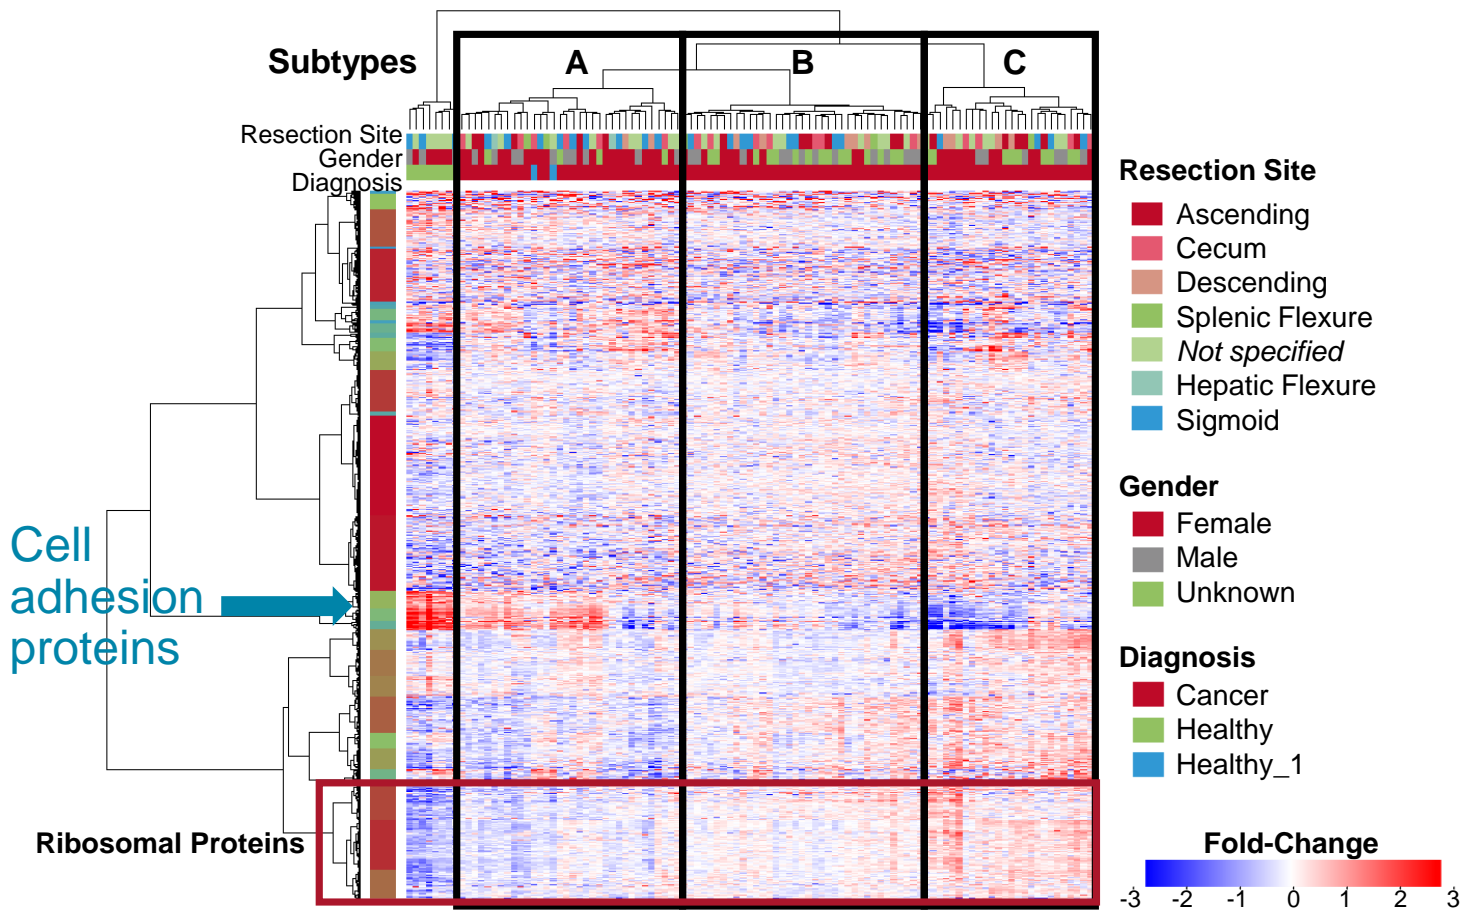 Subtypes
A
B
C
Resection Site
Gender
Diagnosis
Cell
adhesion
proteins
Ribosomal Proteins
Resection Site
Ascending
Cecum
Descending
Splenic Flexure
Not specified
Hepatic Flexure
Sigmoid
Gender
Female
Male
Unknown
Diagnosis
Cancer
Healthy
Healthy_1
Fold-Change
-3 -2 -1 0 1 2 3